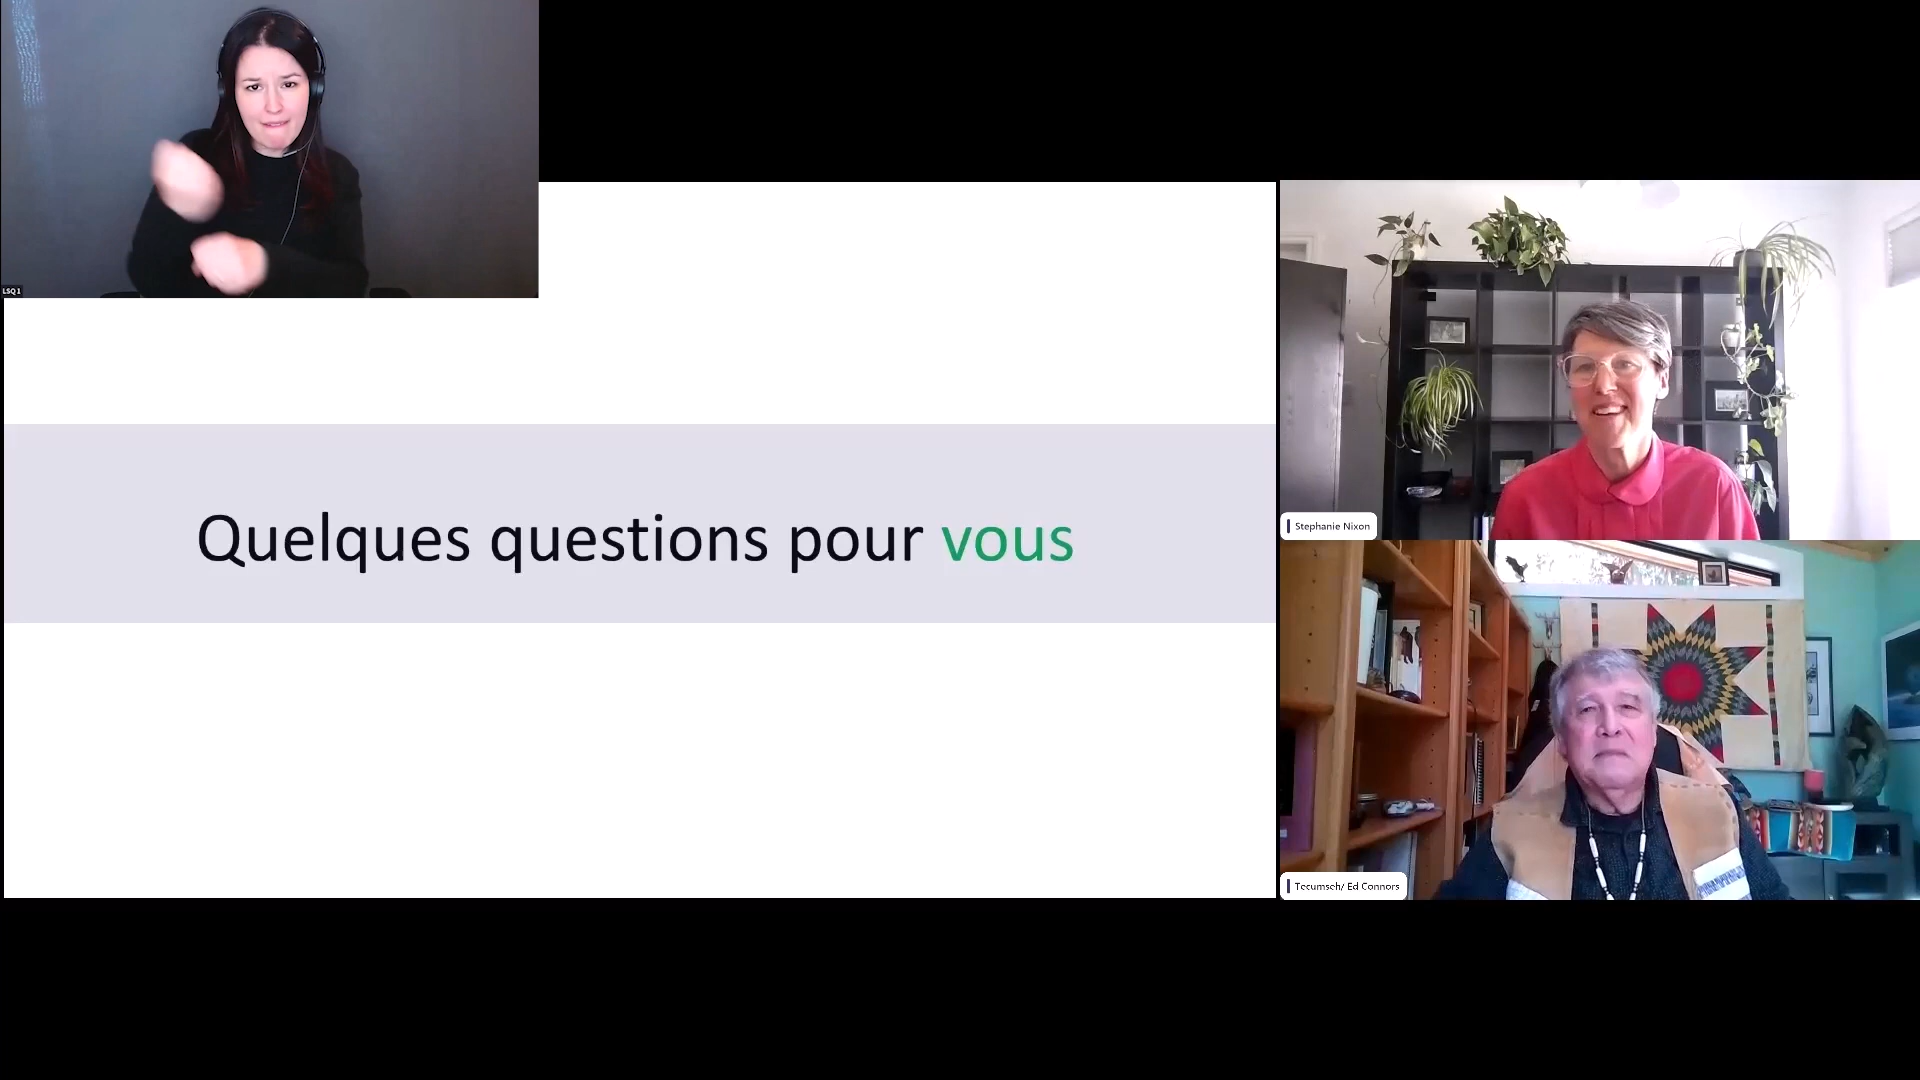 LSQ 1
Quelques questions pour vous
Stephanie Nixon
Tecumseh/ Ed Connors